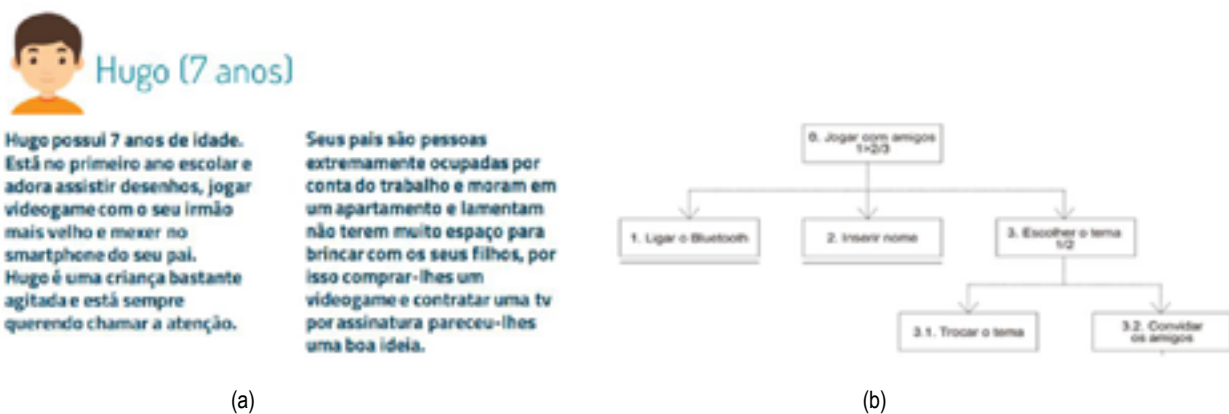 Hugo (7 anos)
Hugo possui 7 anos de idade.
Está no primeiro ano escolar e
adora assistir desenhos, jogar
videogame com o seu irmão
mais velho e mexer no
smartphone do seu pai.
Hugo é uma criança bastante
agitada e está sempre
querendo chamar a atenção.
Seus pais são pessoas
extremamente ocupadas por
conta do trabalho e moram em
um apartamento e lamentam
não terem muito espaço para
brincar com os seus filhos, por
isso comprar-lhes um
videogame e contratar uma tv
por assinatura pareceu-lhes
uma boa ideia.
(a)
0. Jogar com amigos
1>2/3
1. Ligar o Bluetooth
2. Inserir nome
3. Escolher o tema
1/2
3.1. Trocar o tema
3.2. Convidar
os amigos
(b)